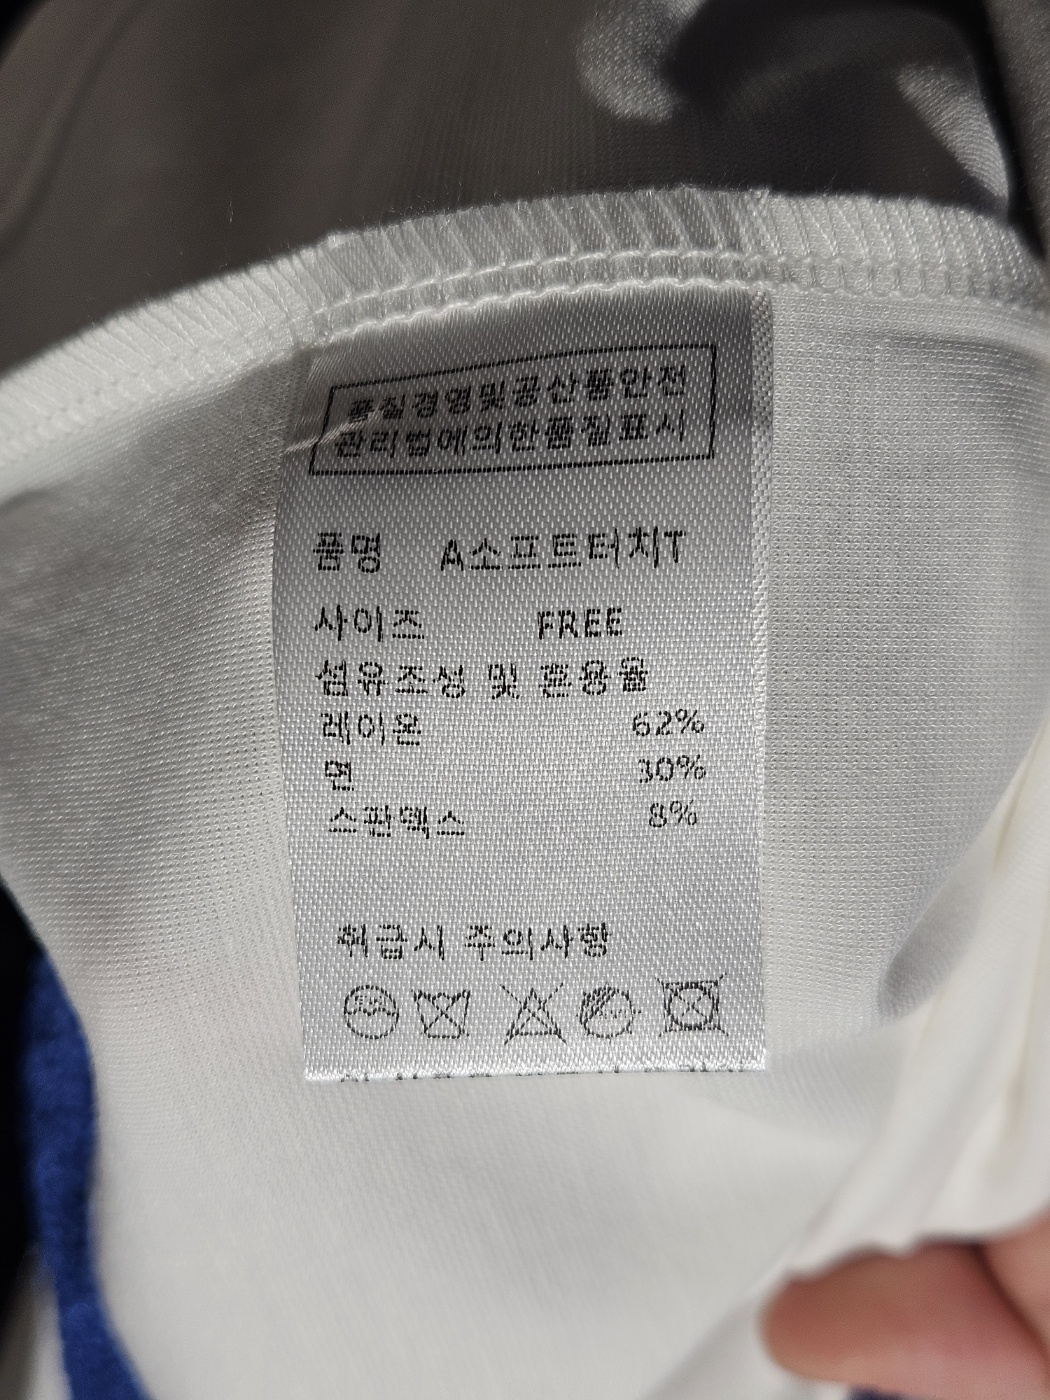 품질경영및공산품안전
관리법에의한품질표시
품명 A소프트터치T
사이즈 FREE
섬유조성 및 혼용율
레이온 62%
면 30%
스판덱스 8%
취급시 주의사항